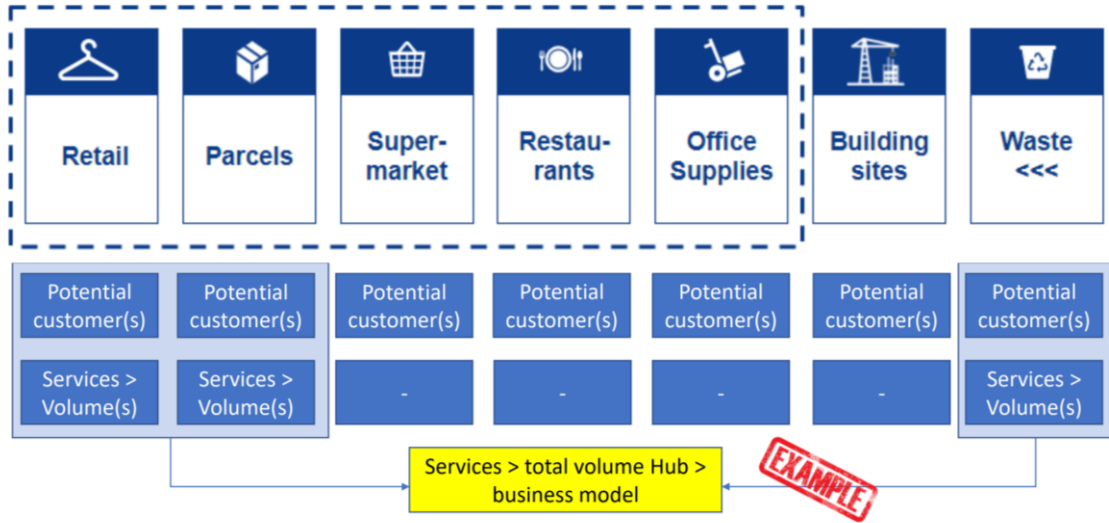 Retail
Parcels
Super-
market
Restau-
rants
Office
Supplies
Building
sites
Waste
<<<
Potential
customer(s)
Potential
customer(s)
Potential
customer(s)
Potential
customer(s)
Potential
customer(s)
Potential
customer(s)
Potential
customer(s)
Services >
Volume(s)
Services >
Volume(s)
-
-
-
-
Services >
Volume(s)
Services > total volume Hub >
business model
EXAMPLE